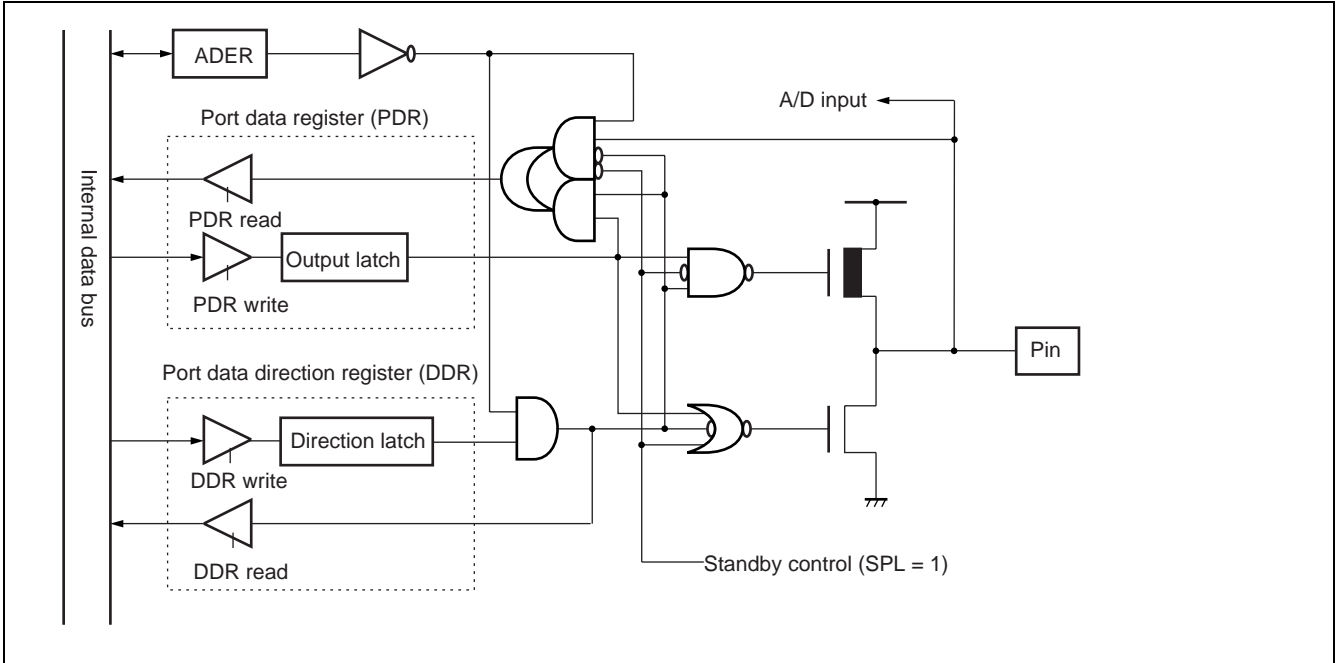 ADER
A/D input
Port data register (PDR)
Internal data bus
PDR read
Output latch
PDR write
Pin
Port data direction register (DDR)
Direction latch
DDR write
Standby control (SPL = 1)
DDR read